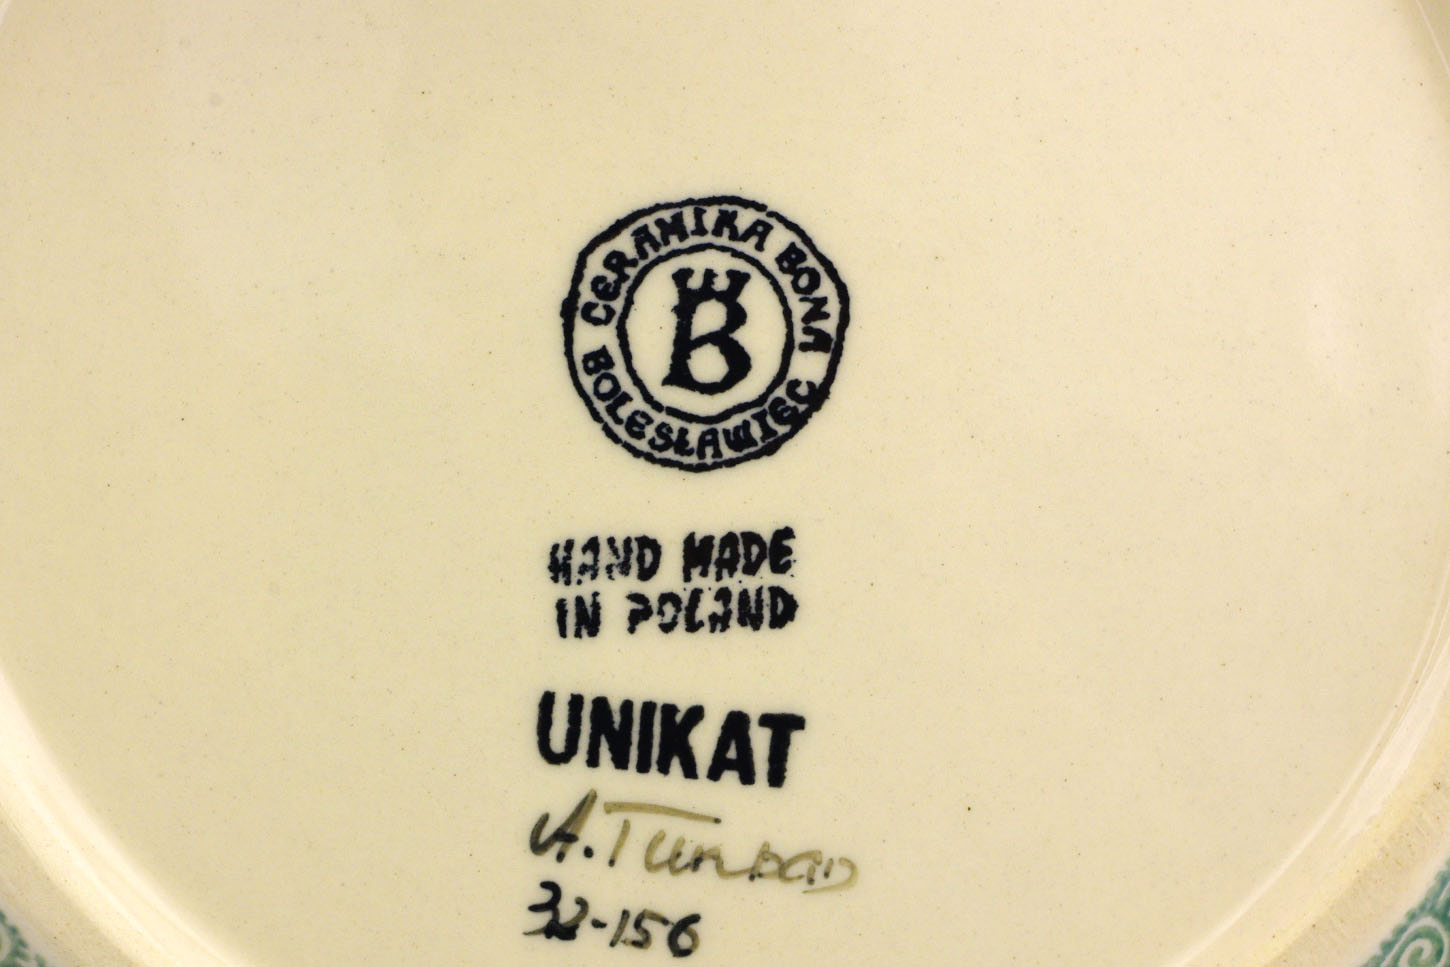 CERAMIKA BONA
BOLESŁAWIEC
B
HAND MADE
IN POLAND
UNIKAT
A.
32-156